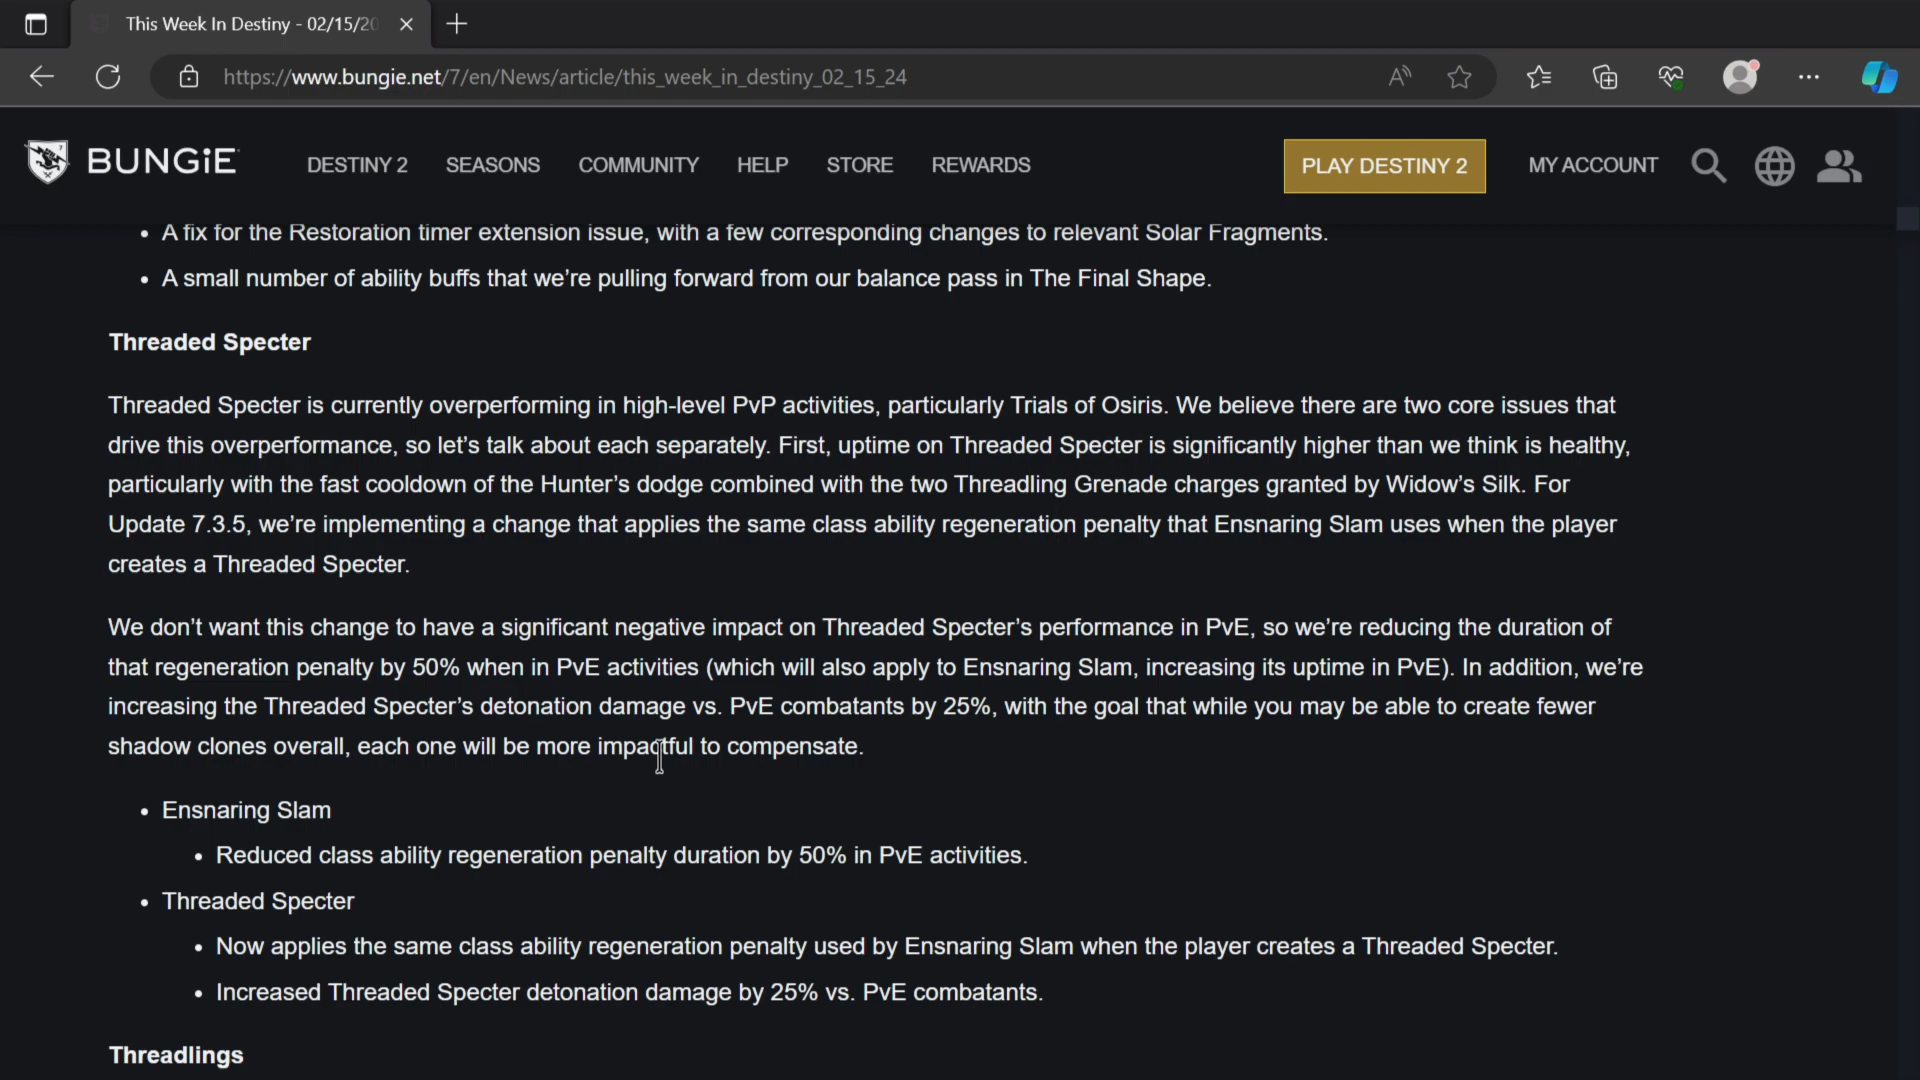 This Week In Destiny - 02/15/20
https://www.bungie.net/7/en/News/article/this_week_in_destiny_02_15_24
BUNGiE
DESTINY 2 SEASONS COMMUNITY HELP STORE REWARDS PLAY DESTINY 2 MY ACCOUNT
• A fix for the Restoration timer extension issue, with a few corresponding changes to relevant Solar Fragments.
• A small number of ability buffs that we’re pulling forward from our balance pass in The Final Shape.
Threaded Specter
Threaded Specter is currently overperforming in high-level PvP activities, particularly Trials of Osiris. We believe there are two core issues that
drive this overperformance, so let’s talk about each separately. First, uptime on Threaded Specter is significantly higher than we think is healthy,
particularly with the fast cooldown of the Hunter’s dodge combined with the two Threadling Grenade charges granted by Widow’s Silk. For
Update 7.3.5, we’re implementing a change that applies the same class ability regeneration penalty that Ensnaring Slam uses when the player
creates a Threaded Specter.
We don’t want this change to have a significant negative impact on Threaded Specter’s performance in PvE, so we’re reducing the duration of
that regeneration penalty by 50% when in PvE activities (which will also apply to Ensnaring Slam, increasing its uptime in PvE). In addition, we’re
increasing the Threaded Specter’s detonation damage vs. PvE combatants by 25%, with the goal that while you may be able to create fewer
shadow clones overall, each one will be more impactful to compensate.
• Ensnaring Slam
• Reduced class ability regeneration penalty duration by 50% in PvE activities.
• Threaded Specter
• Now applies the same class ability regeneration penalty used by Ensnaring Slam when the player creates a Threaded Specter.
• Increased Threaded Specter detonation damage by 25% vs. PvE combatants.
Threadlings